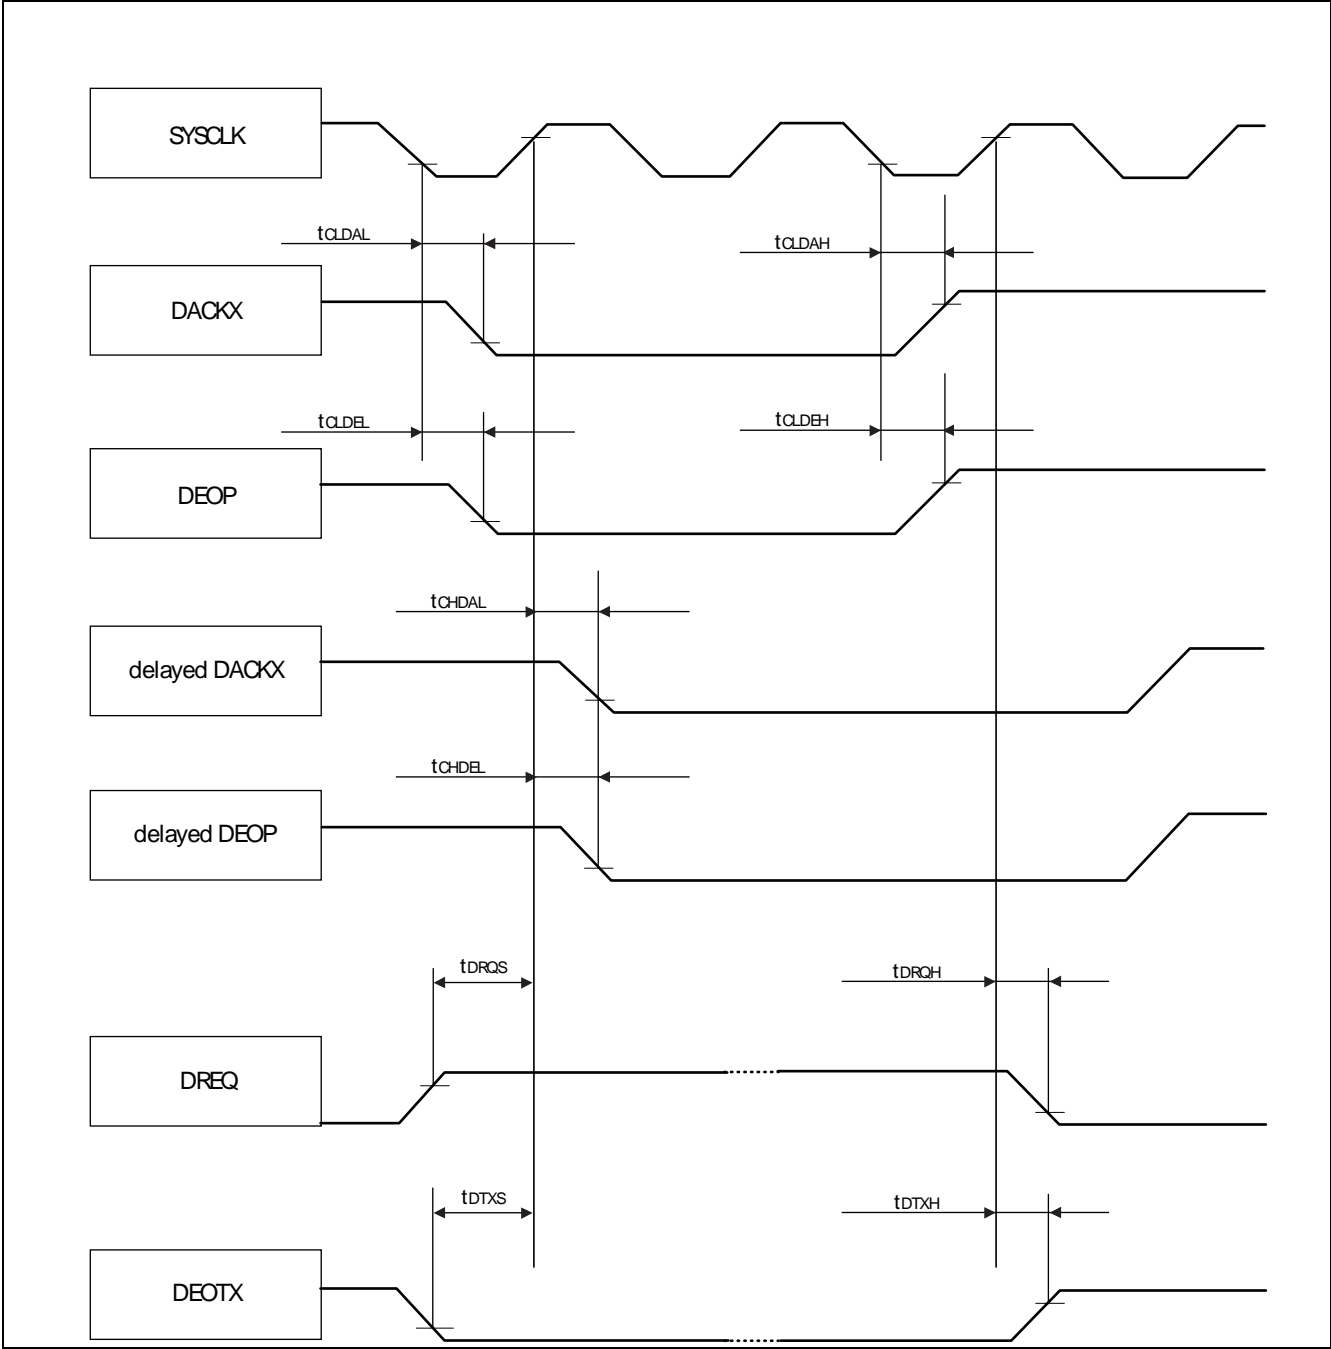 SYSCLK
tCLDAL
tCLDAH
DACKX
tCLDEL
tCLDEH
DEOP
tCHDAL
delayed DACKX
tCHDEL
delayed DEOP
tDRQS
tDRQH
DREQ
tDTXS
tDTXH
DEOTX